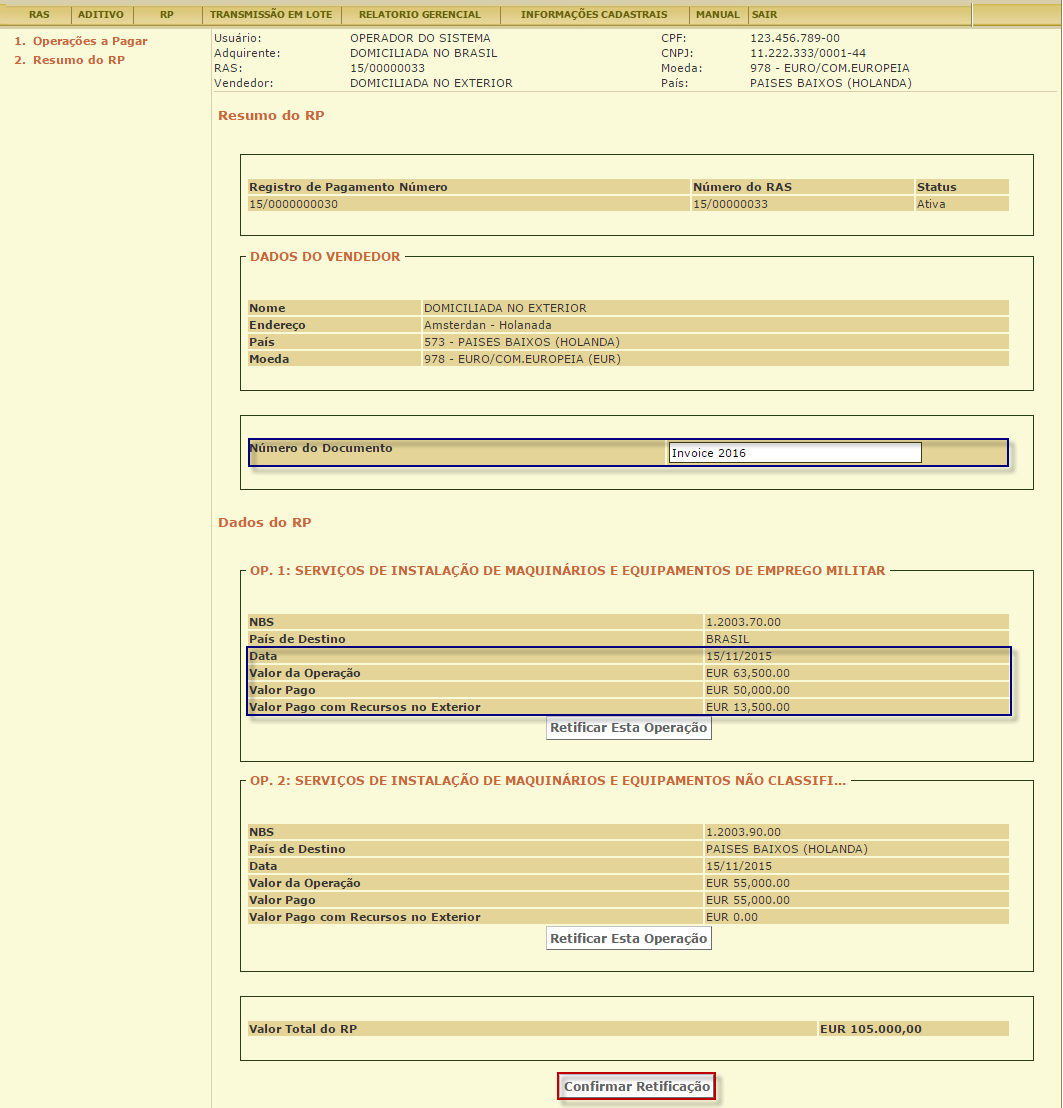 RAS ADITIVO RP TRANSMISSÃO EM LOTE RELATORIO GERENCIAL INFORMAÇÕES CADASTRAIS MANUAL SAIR
1. Operações a Pagar
2. Resumo do RP
Usuário: OPERADOR DO SISTEMA CPF: 123.456.789-00
Adquirente: DOMICILIADA NO BRASIL CNPJ: 11.222.333/0001-44
RAS: 15/00000033 Moeda: 978 - EURO/COM.EUROPEIA
Vendedor: DOMICILIADA NO EXTERIOR País: PAISES BAIXOS (HOLANDA)
Resumo do RP
Registro de Pagamento Número Número do RAS Status
15/0000000030 15/00000033 Ativa
DADOS DO VENDEDOR
Nome DOMICILIADA NO EXTERIOR
Endereço Amsterdan - Holanada
País 573 - PAISES BAIXOS (HOLANDA)
Moeda 978 - EURO/COM.EUROPEIA (EUR)
Número do Documento Invoice 2016
Dados do RP
OP. 1: SERVIÇOS DE INSTALAÇÃO DE MAQUINÁRIOS E EQUIPAMENTOS DE EMPREGO MILITAR
NBS 1.2003.70.00
País de Destino BRASIL
Data 15/11/2015
Valor da Operação EUR 63,500.00
Valor Pago EUR 50,000.00
Valor Pago com Recursos no Exterior EUR 13,500.00
Retificar Esta Operação
OP. 2: SERVIÇOS DE INSTALAÇÃO DE MAQUINÁRIOS E EQUIPAMENTOS NÃO CLASSIFI...
NBS 1.2003.90.00
País de Destino PAISES BAIXOS (HOLANDA)
Data 15/11/2015
Valor da Operação EUR 55,000.00
Valor Pago EUR 55,000.00
Valor Pago com Recursos no Exterior EUR 0.00
Retificar Esta Operação
Valor Total do RP EUR 105.000,00
Confirmar Retificação